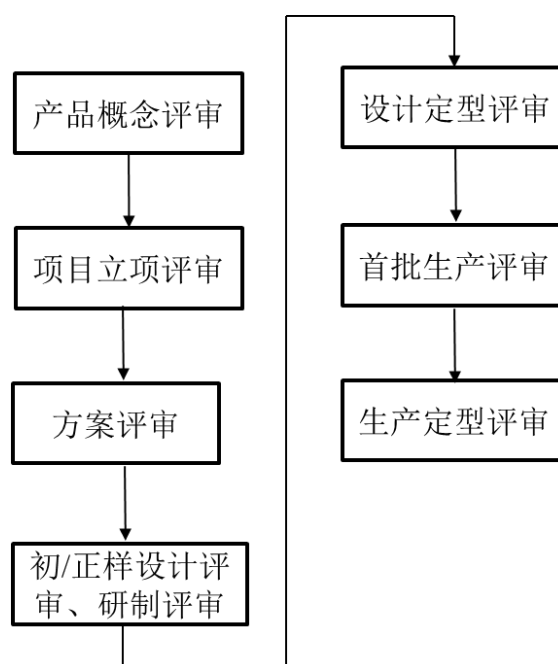 产品概念评审
项目立项评审
方案评审
初/正样设计评
审、研制评审
设计定型评审
首批生产评审
生产定型评审